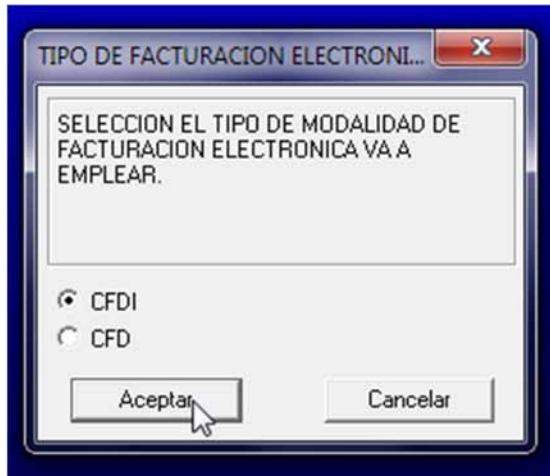 TIPO DE FACTURACION ELECTRONI...
SELECCION EL TIPO DE MODALIDAD DE
FACTURACION ELECTRONICA VA A
EMPLEAR.
CFDI
CFD
Aceptar Cancelar